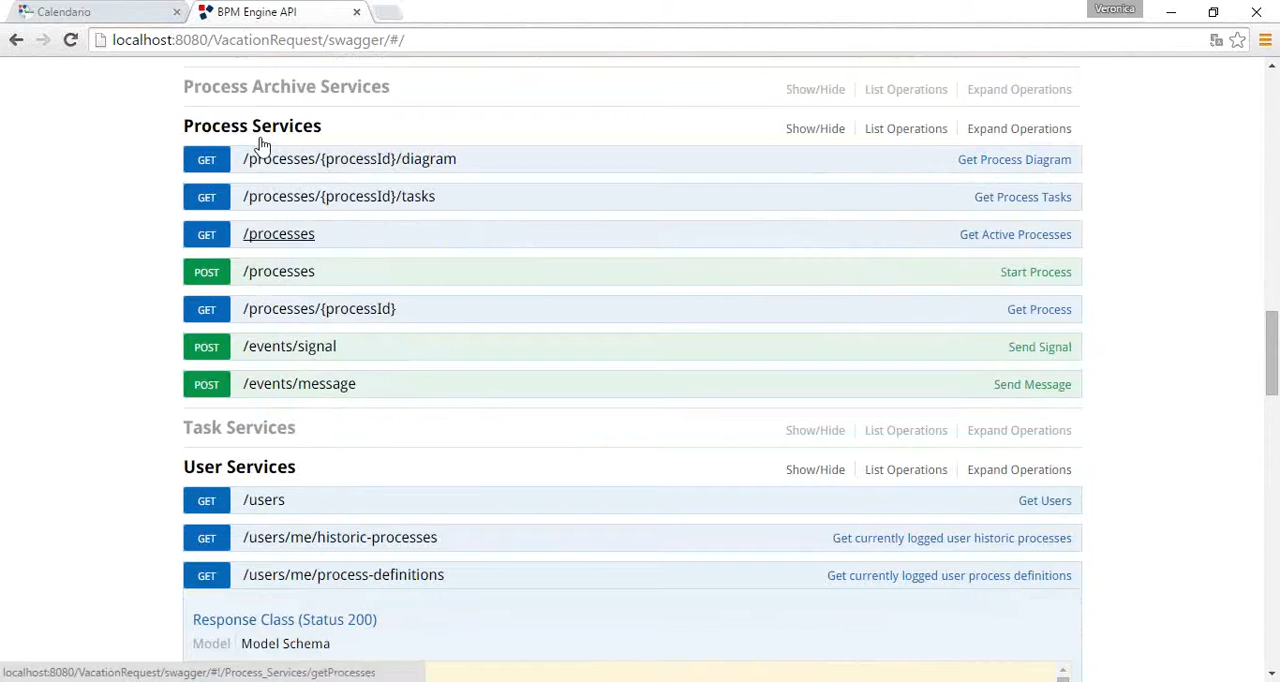 Calendario
BPM Engine API
Veronica
localhost:8080/VacationRequest/swagger/#/
Process Archive Services Show/Hide List Operations Expand Operations
Process Services Show/Hide List Operations Expand Operations
GET /processes/{processId}/diagram Get Process Diagram
GET /processes/{processId}/tasks Get Process Tasks
GET /processes Get Active Processes
POST /processes Start Process
GET /processes/{processId} Get Process
POST /events/signal Send Signal
POST /events/message Send Message
Task Services Show/Hide List Operations Expand Operations
User Services Show/Hide List Operations Expand Operations
GET /users Get Users
GET /users/me/historic-processes Get currently logged user historic processes
GET /users/me/process-definitions Get currently logged user process definitions
Response Class (Status 200)
Model Model Schema
localhost:8080/VacationRequest/swagger/#!/Process_Services/getProcesses